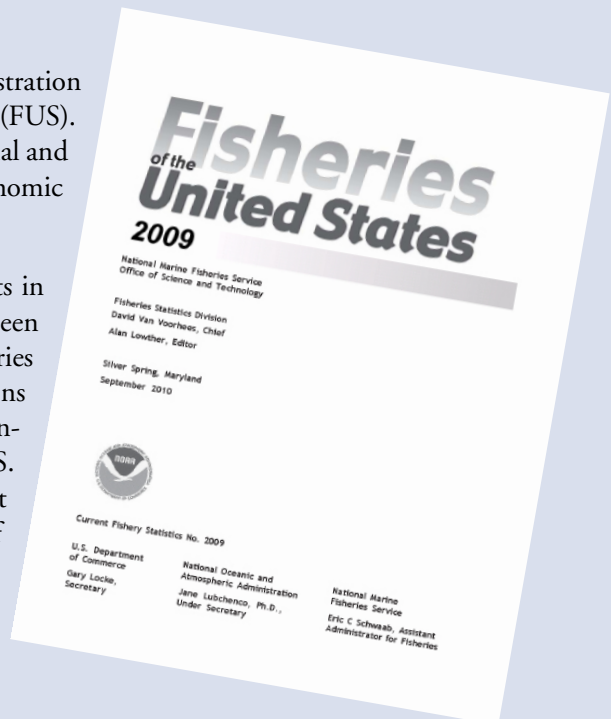 stration
(FUS).
al and
nomic
ts in
een
ries
ns
n-
S.
t
f
Fisheries
of the
United States
2009
National Marine Fisheries Service
Office of Science and Technology
Fisheries Statistics Division
David Van Voorhees, Chief
Alan Lowther, Editor
Silver Spring, Maryland
September 2010
NOAA
Current Fishery Statistics No. 2009
U.S. Department
of Commerce
Gary Locke,
Secretary
National Oceanic and
Atmospheric Administration
Jane Lubchenco, Ph.D.,
Under Secretary
National Marine
Fisheries Service
Eric C Schwaab, Assistant
Administrator for Fisheries